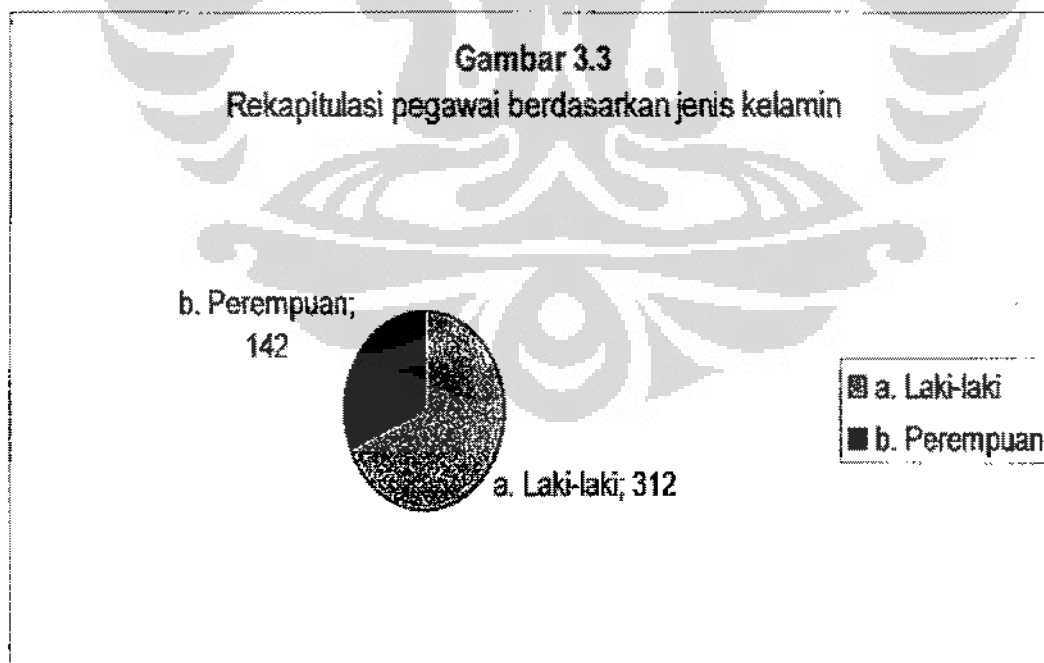 Gambar 3.3
Rekapitulasi pegawai berdasarkan jenis kelamin
b. Perempuan;
142
a. Laki-laki; 312
a. Laki-laki
b. Perempuan